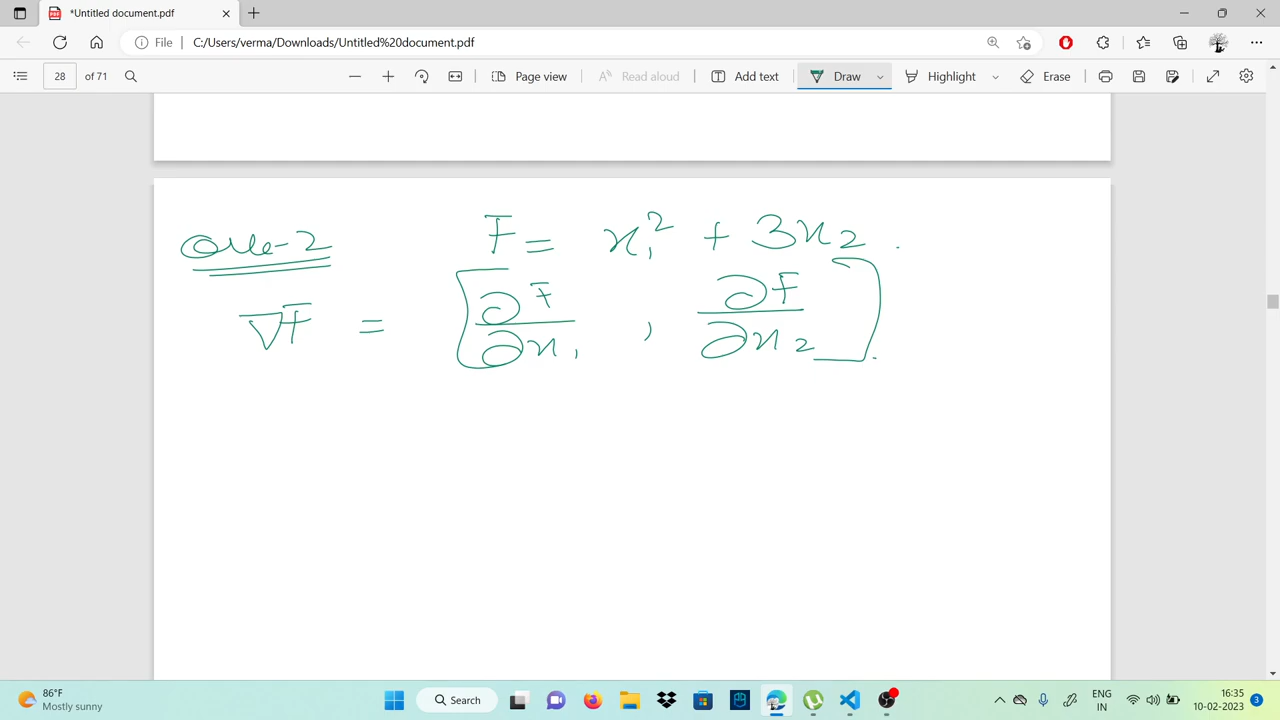 *Untitled document.pdf
File C:/Users/verma/Downloads/Untitled%20document.pdf
28 of 71 Page view Read aloud Add text Draw Highlight Erase
Que-2 F = x₁² + 3x₂.
∇F = [∂F/∂x₁, ∂F/∂x₂].
86°F
Mostly sunny
Search
ENG
IN
16:35
10-02-2023
3